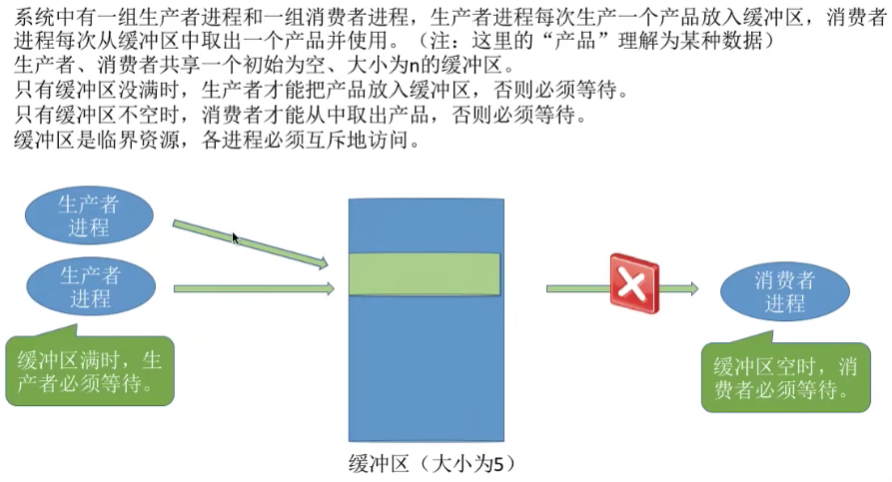 系统中有一组生产者进程和一组消费者进程，生产者进程每次生产一个产品放入缓冲区，消费者
进程每次从缓冲区中取出一个产品并使用。（注：这里的“产品”理解为某种数据）
生产者、消费者共享一个初始为空、大小为n的缓冲区。
只有缓冲区没满时，生产者才能把产品放入缓冲区，否则必须等待。
只有缓冲区不空时，消费者才能从中取出产品，否则必须等待。
缓冲区是临界资源，各进程必须互斥地访问。
生产者
进程
生产者
进程
缓冲区满时，生
产者必须等待。
消费者
进程
缓冲区空时，消
费者必须等待。
缓冲区（大小为5）